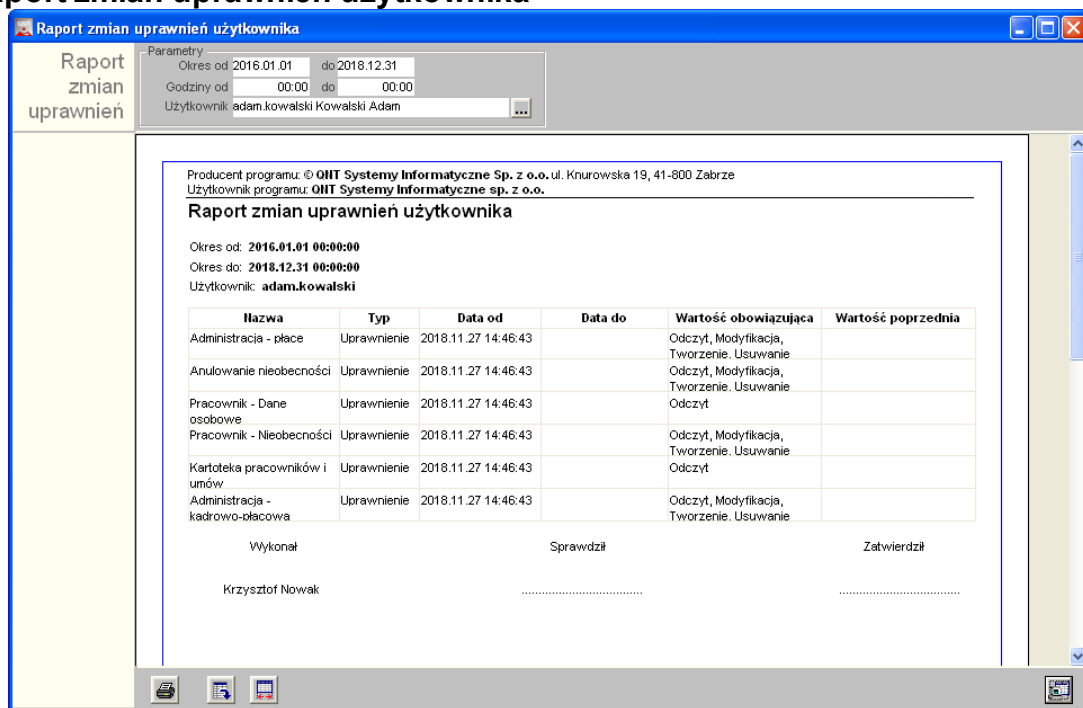 Raport zmian uprawnień użytkownika
Raport
zmian
uprawnień
Parametry
Okres od 2016.01.01 do 2018.12.31
Godziny od 00:00 do 00:00
Użytkownik adam.kowalski Kowalski Adam ...
Producent programu: © QNT Systemy Informatyczne Sp. z o.o. ul. Knurowska 19, 41-800 Zabrze
Użytkownik programu: QNT Systemy Informatyczne sp. z o.o.
Raport zmian uprawnień użytkownika
Okres od: 2016.01.01 00:00:00
Okres do: 2018.12.31 00:00:00
Użytkownik: adam.kowalski
Nazwa Typ Data od Data do Wartość obowiązująca Wartość poprzednia
Administracja - płace Uprawnienie 2018.11.27 14:46:43 Odczyt, Modyfikacja,
Tworzenie. Usuwanie
Anulowanie nieobecności Uprawnienie 2018.11.27 14:46:43 Odczyt, Modyfikacja,
Tworzenie. Usuwanie
Pracownik - Dane Uprawnienie 2018.11.27 14:46:43 Odczyt
osobowe
Pracownik - Nieobecności Uprawnienie 2018.11.27 14:46:43 Odczyt, Modyfikacja,
Tworzenie. Usuwanie
Kartoteka pracowników i Uprawnienie 2018.11.27 14:46:43 Odczyt
umów
Administracja - Uprawnienie 2018.11.27 14:46:43 Odczyt, Modyfikacja,
kadrowo-płacowa Tworzenie. Usuwanie
Wykonał Sprawdził Zatwierdził
Krzysztof Nowak